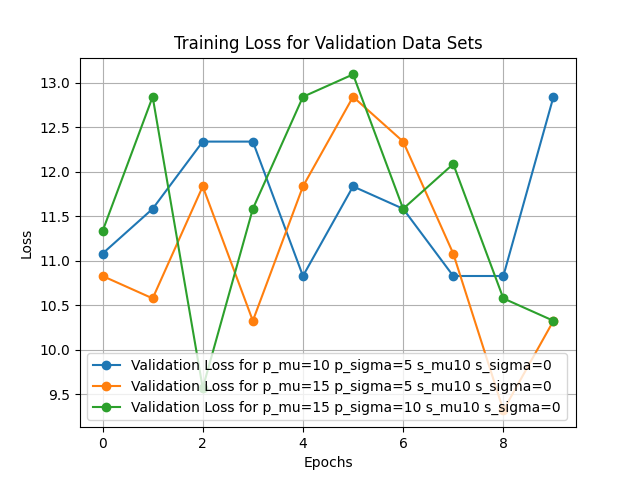 Training Loss for Validation Data Sets
13.0
12.5
12.0
11.5
11.0
10.5
10.0
9.5
Loss
Validation Loss for p_mu=10 p_sigma=5 s_mu10 s_sigma=0
Validation Loss for p_mu=15 p_sigma=5 s_mu10 s_sigma=0
Validation Loss for p_mu=15 p_sigma=10 s_mu10 s_sigma=0
0 2 4 6 8
Epochs